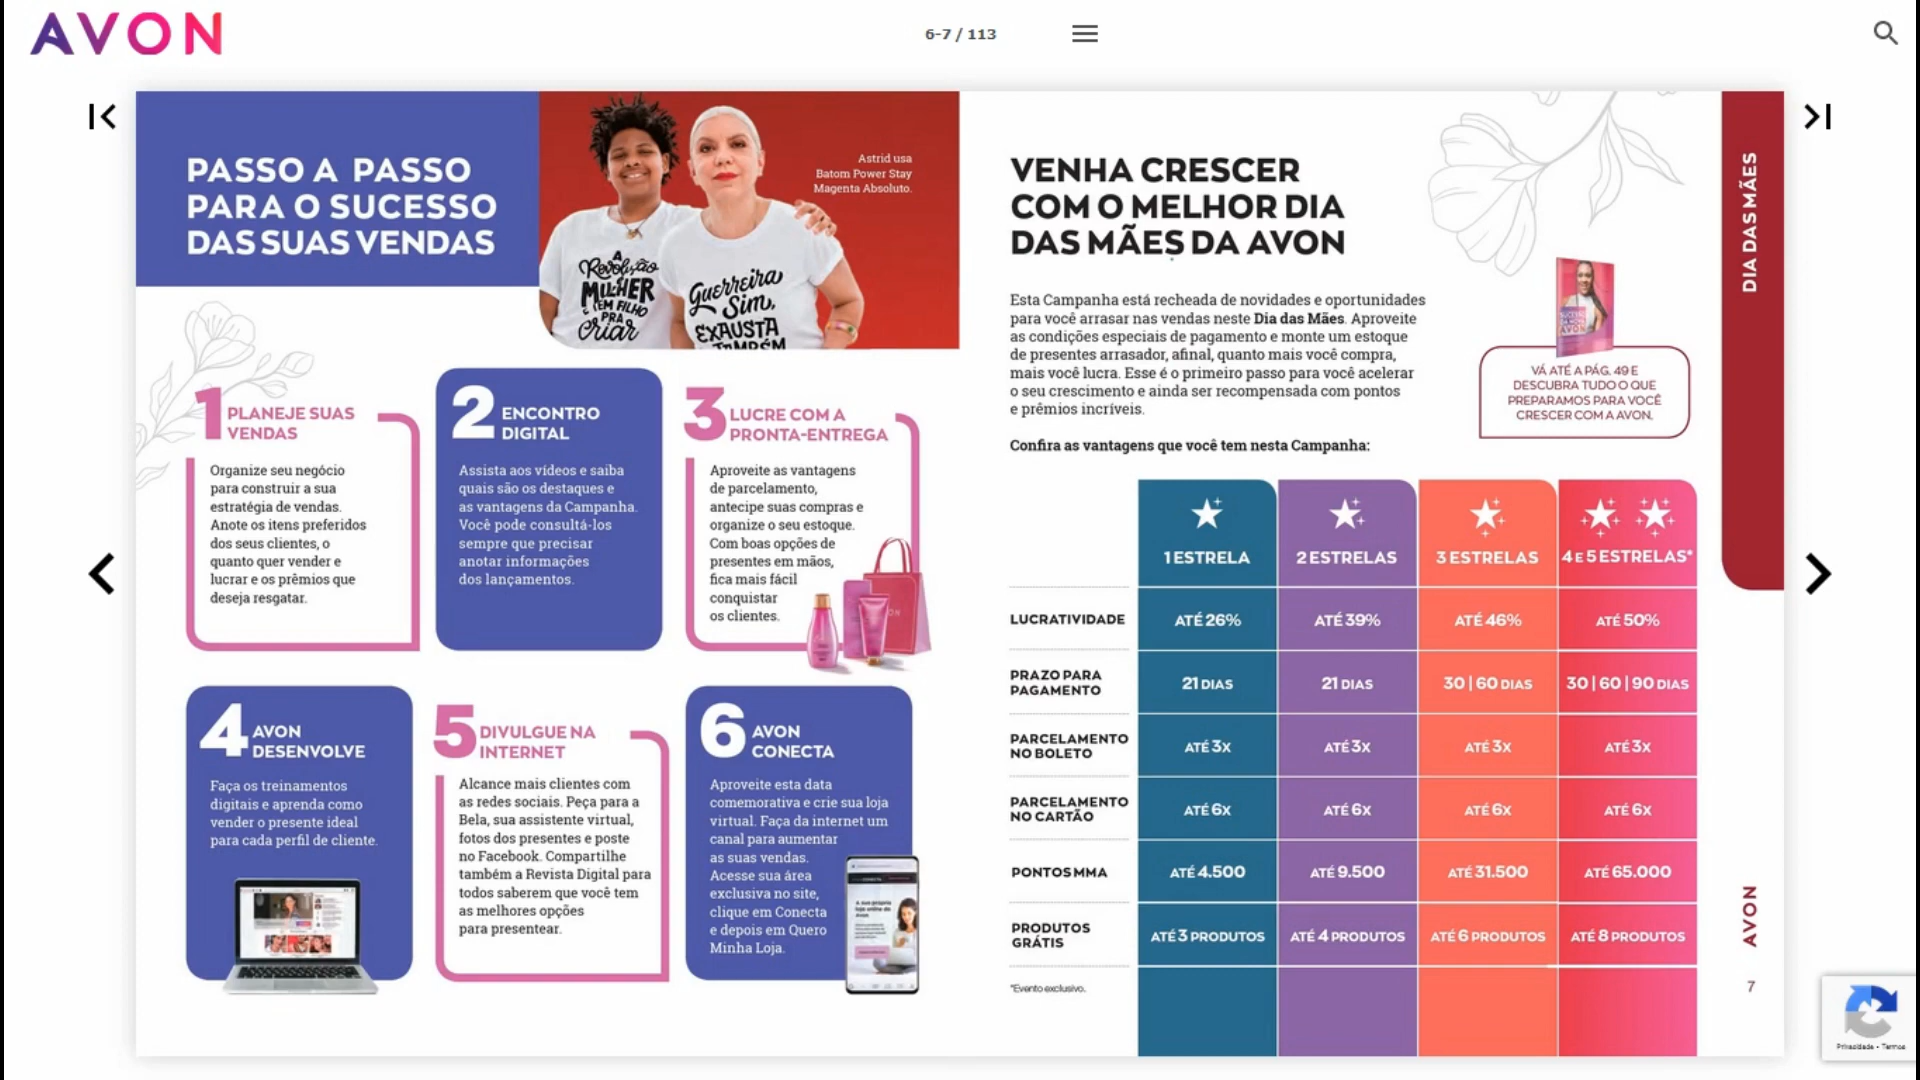 AVON
6-7 / 113
PASSO A PASSO
PARA O SUCESSO
DAS SUAS VENDAS
Astrid usa
Batom Power Stay
Magenta Absoluto.
A
Revolução
MULHER
TEM FILHO
PRA
Criar
Guerreira
Sim,
EXAUSTA
TAMBÉM
1 PLANEJE SUAS
VENDAS
Organize seu negócio
para construir a sua
estratégia de vendas.
Anote os itens preferidos
dos seus clientes, o
quanto quer vender e
lucrar e os prêmios que
deseja resgatar.
2 ENCONTRO
DIGITAL
Assista aos vídeos e saiba
quais são os destaques e
as vantagens da Campanha.
Você pode consultá-los
sempre que precisar
anotar informações
dos lançamentos.
3 LUCRE COM A
PRONTA-ENTREGA
Aproveite as vantagens
de parcelamento,
antecipe suas compras e
organize o seu estoque.
Com boas opções de
presentes em mãos,
fica mais fácil
conquistar
os clientes.
4 AVON
DESENVOLVE
Faça os treinamentos
digitais e aprenda como
vender o presente ideal
para cada perfil de cliente.
5 DIVULGUE NA
INTERNET
Alcance mais clientes com
as redes sociais. Peça para a
Bela, sua assistente virtual,
fotos dos presentes e poste
no Facebook. Compartilhe
também a Revista Digital para
todos saberem que você tem
as melhores opções
para presentear.
6 AVON
CONECTA
Aproveite esta data
comemorativa e crie sua loja
virtual. Faça da internet um
canal para aumentar
as suas vendas.
Acesse sua área
exclusiva no site,
clique em Conecta
e depois em Quero
Minha Loja.
VENHA CRESCER
COM O MELHOR DIA
DAS MÃES DA AVON
Esta Campanha está recheada de novidades e oportunidades
para você arrasar nas vendas neste Dia das Mães. Aproveite
as condições especiais de pagamento e monte um estoque
de presentes arrasador, afinal, quanto mais você compra,
mais você lucra. Esse é o primeiro passo para você acelerar
o seu crescimento e ainda ser recompensada com pontos
e prêmios incríveis.
Confira as vantagens que você tem nesta Campanha:
VÁ ATÉ A PÁG. 49 E
DESCUBRA TUDO O QUE
PREPARAMOS PARA VOCÊ
CRESCER COM A AVON.
DIA DAS MÃES
1 ESTRELA 2 ESTRELAS 3 ESTRELAS 4 E 5 ESTRELAS*
LUCRATIVIDADE ATÉ 26% ATÉ 39% ATÉ 46% ATÉ 50%
PRAZO PARA
PAGAMENTO 21 DIAS 21 DIAS 30 | 60 DIAS 30 | 60 | 90 DIAS
PARCELAMENTO
NO BOLETO ATÉ 3X ATÉ 3X ATÉ 3X ATÉ 3X
PARCELAMENTO
NO CARTÃO ATÉ 6X ATÉ 6X ATÉ 6X ATÉ 6X
PONTOS MMA ATÉ 4.500 ATÉ 9.500 ATÉ 31.500 ATÉ 65.000
PRODUTOS
GRÁTIS ATÉ 3 PRODUTOS ATÉ 4 PRODUTOS ATÉ 6 PRODUTOS ATÉ 8 PRODUTOS
*Evento exclusivo.
AVON
7
Privacidade - Termos